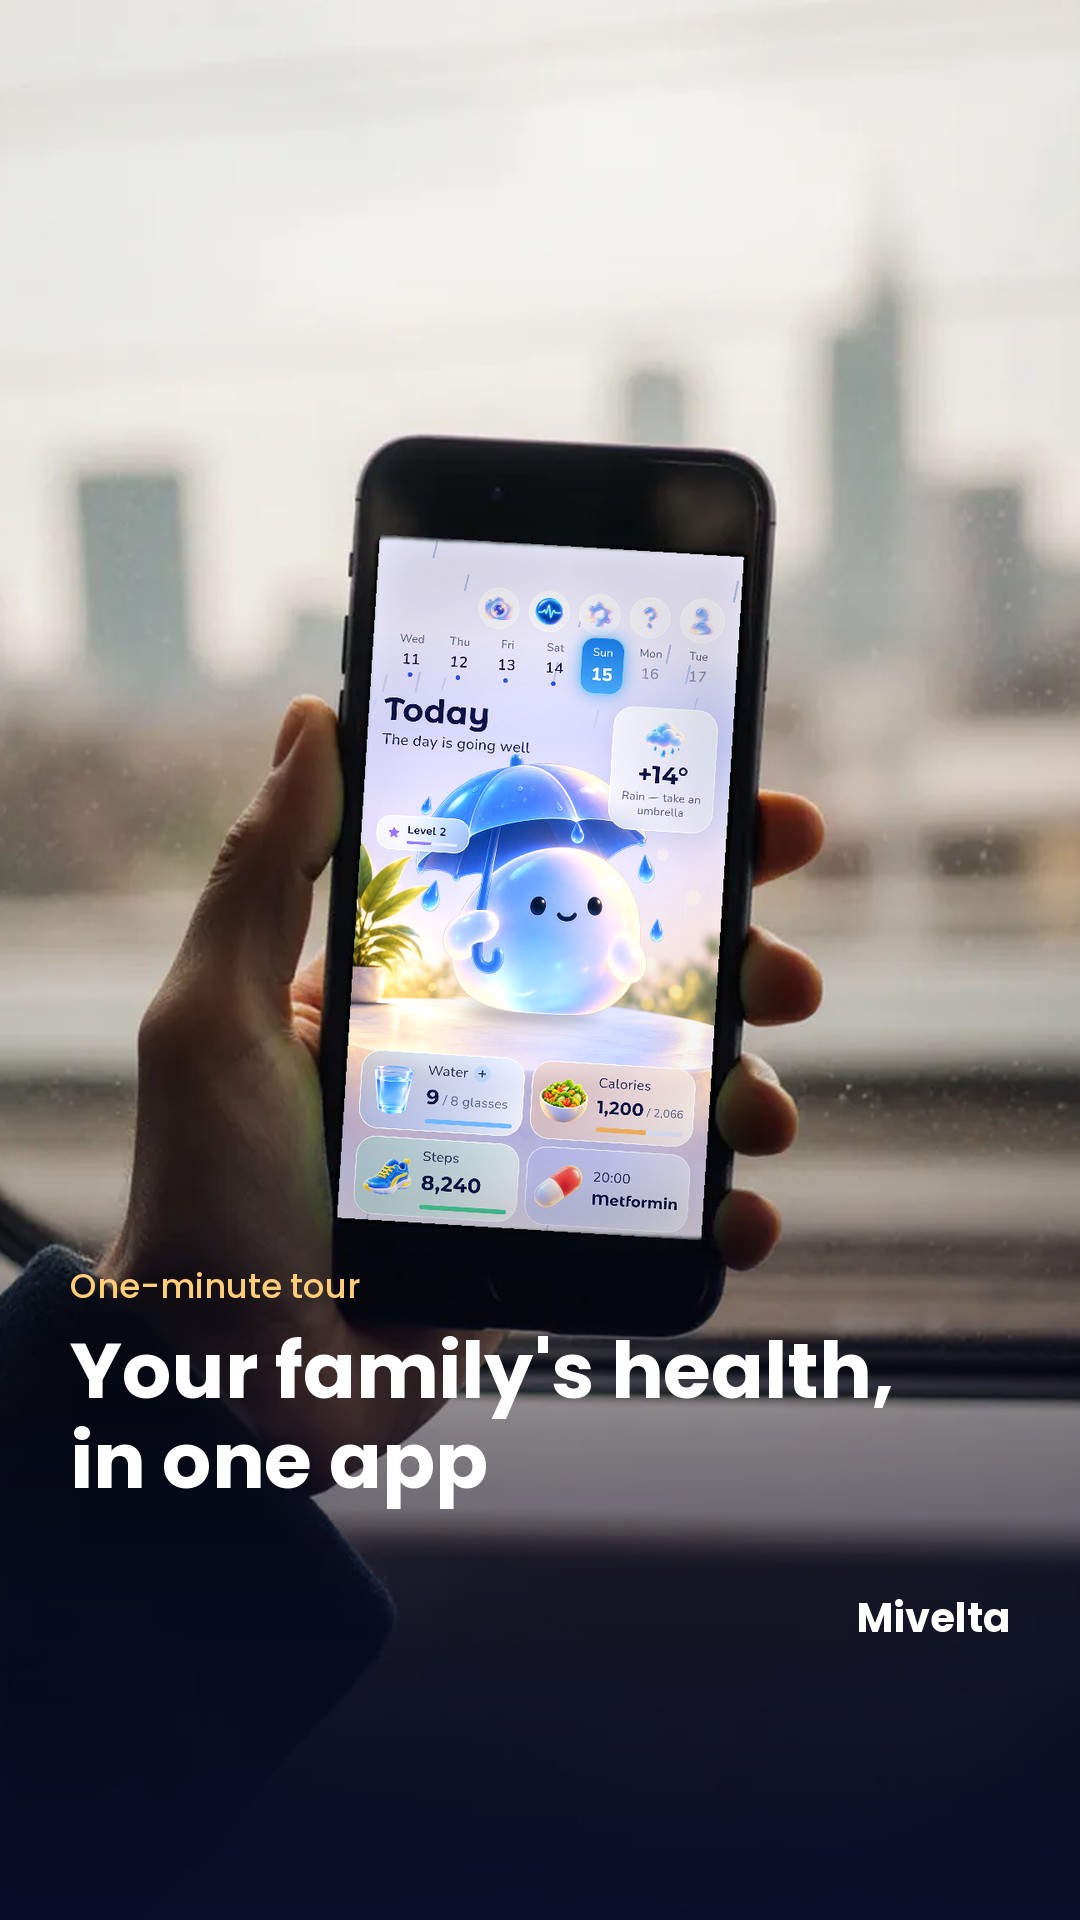 Wed Thu Fri Sat Sun Mon Tue
11 12 13 14 15 16 17
Today
The day is going well
+14°
Rain — take an
umbrella
Level 2
Water +
9 / 8 glasses
Calories
1,200 / 2,066
Steps
8,240
20:00
Metformin
One-minute tour
Your family's health,
in one app
Mivelta